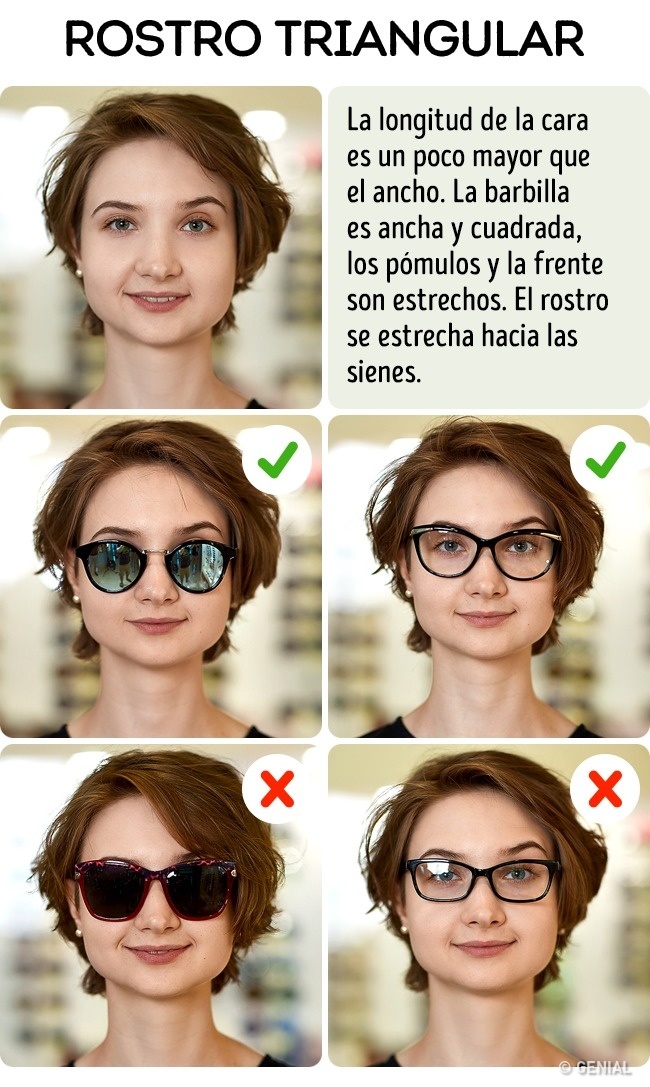 ROSTRO TRIANGULAR
La longitud de la cara
es un poco mayor que
el ancho. La barbilla
es ancha y cuadrada,
los pómulos y la frente
son estrechos. El rostro
se estrecha hacia las
sienes.
© GENIAL